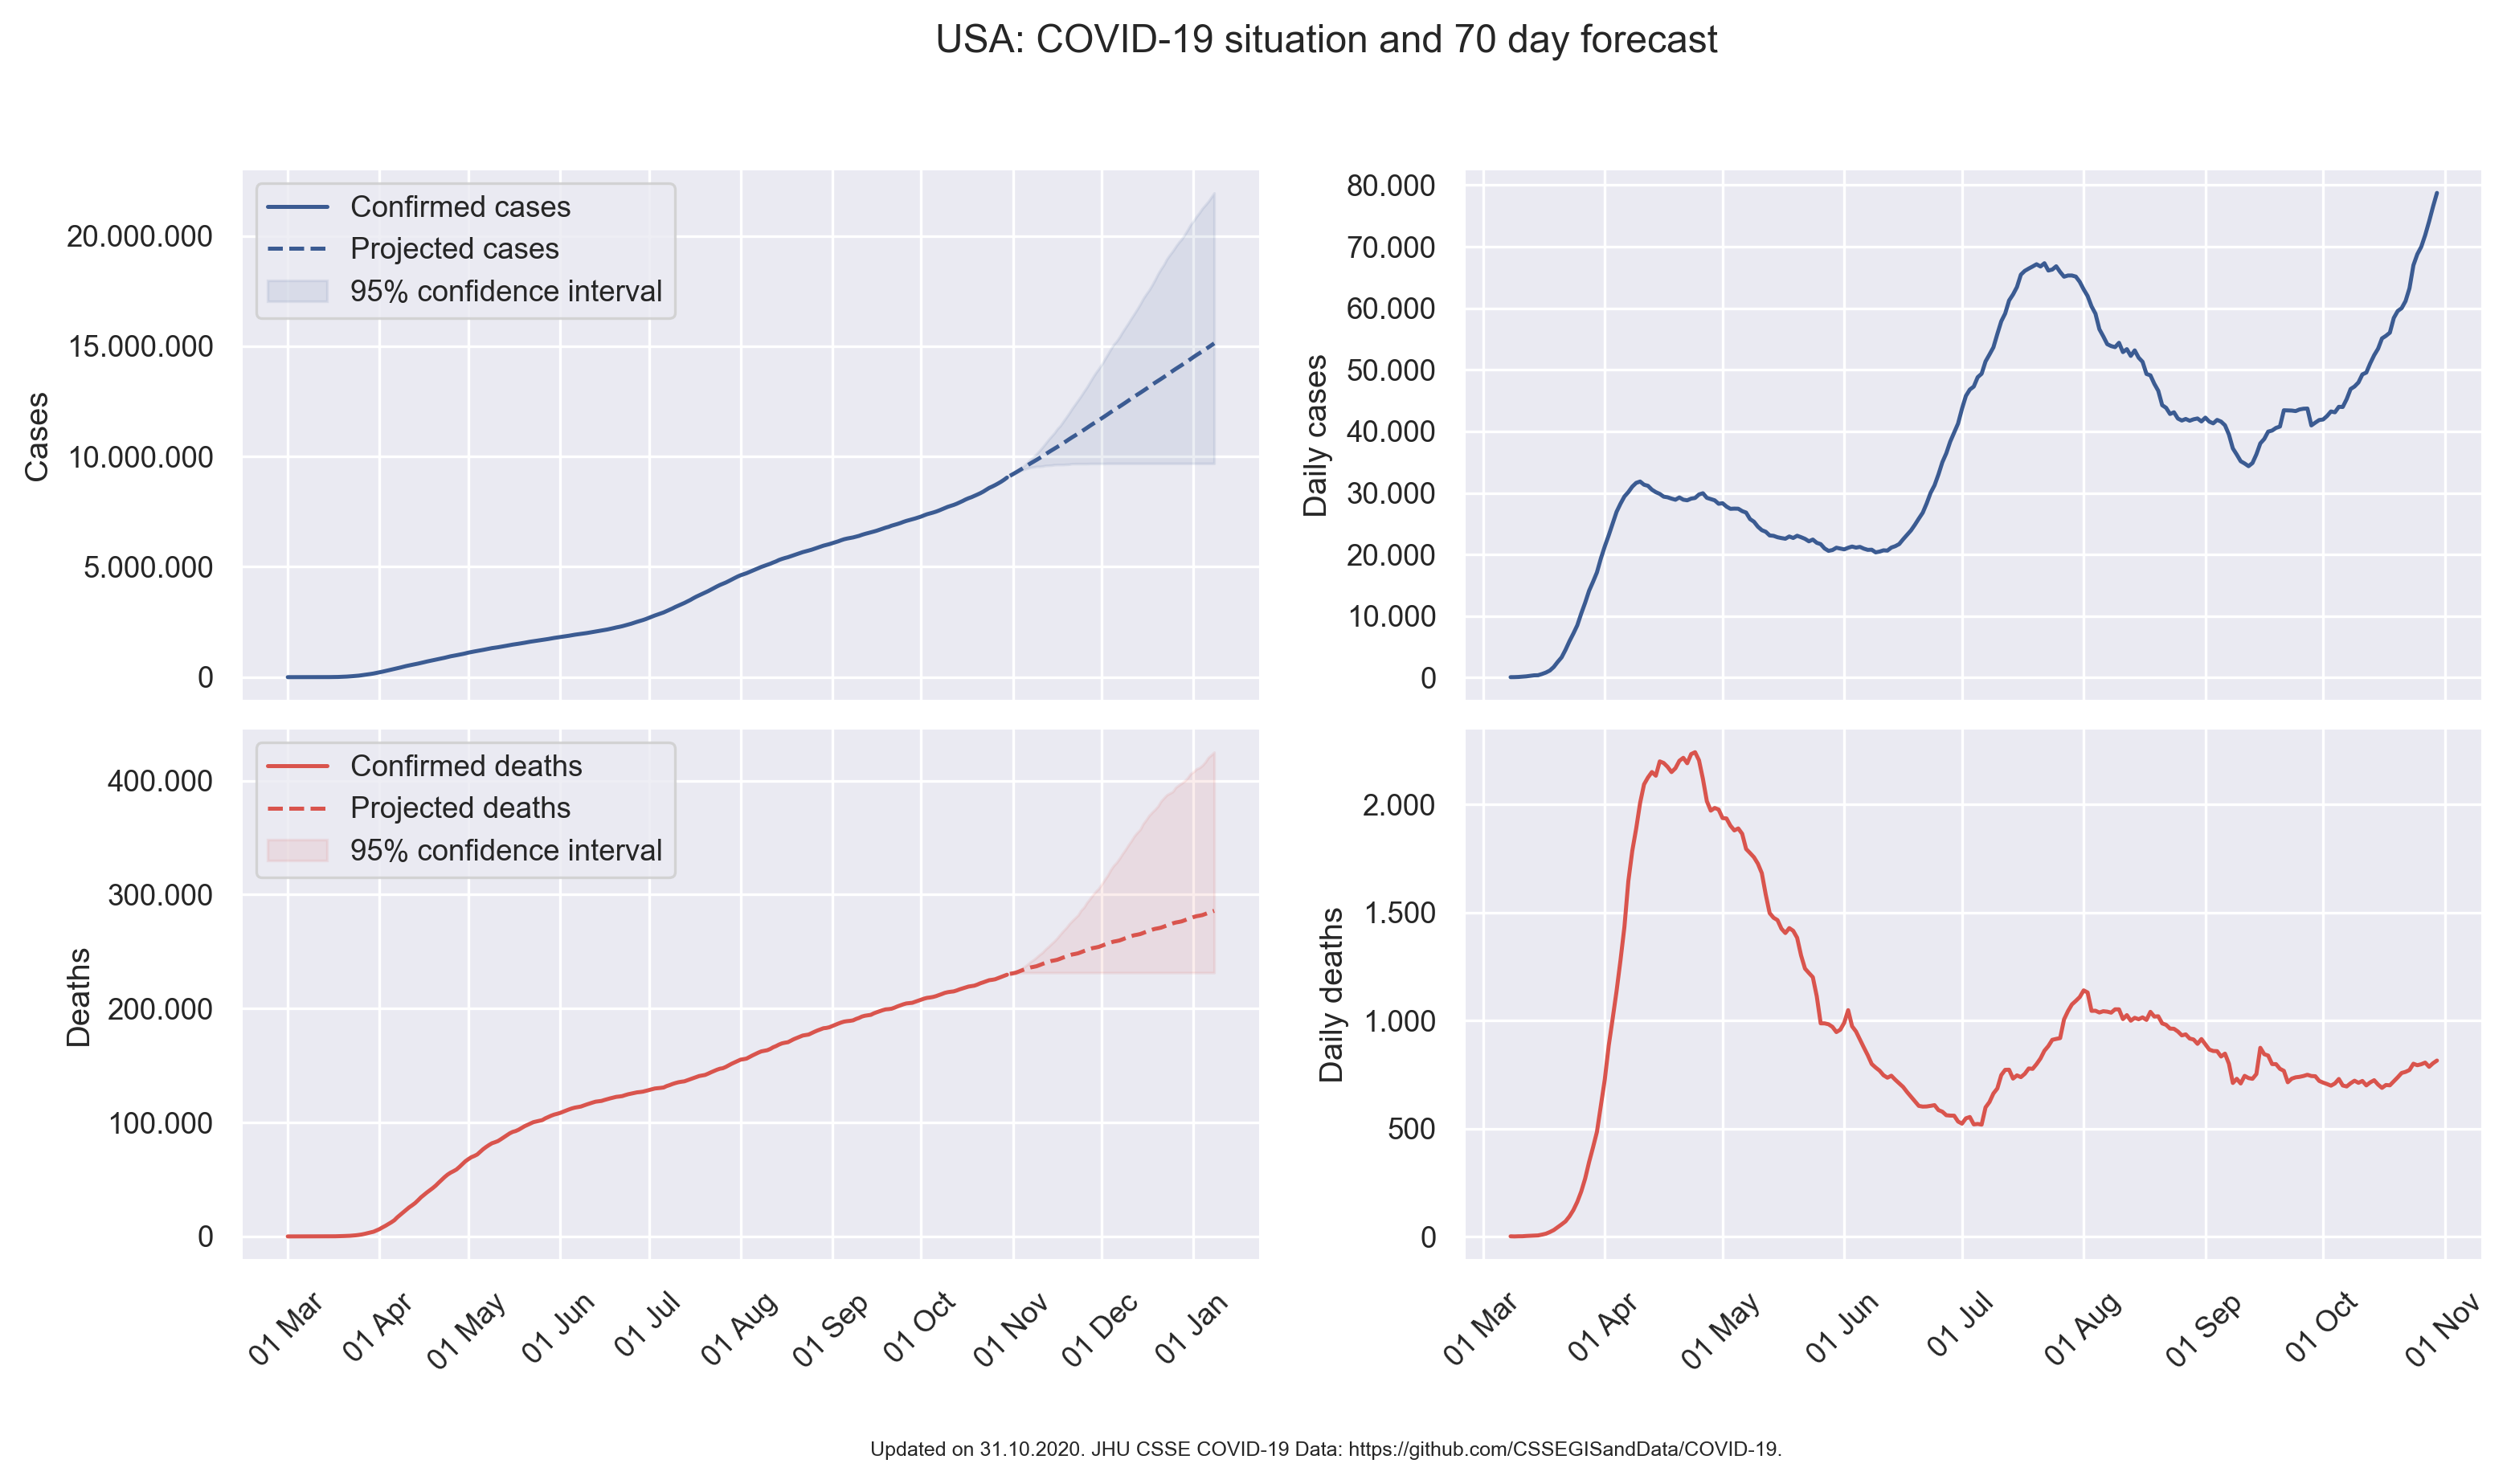 USA: COVID-19 situation and 70 day forecast
Confirmed cases
Projected cases
95% confidence interval
Cases
20.000.000
15.000.000
10.000.000
5.000.000
0
Daily cases
80.000
70.000
60.000
50.000
40.000
30.000
20.000
10.000
0
Confirmed deaths
Projected deaths
95% confidence interval
Deaths
400.000
300.000
200.000
100.000
0
01 Mar
01 Apr
01 May
01 Jun
01 Jul
01 Aug
01 Sep
01 Oct
01 Nov
01 Dec
01 Jan
Daily deaths
2.000
1.500
1.000
500
0
01 Mar
01 Apr
01 May
01 Jun
01 Jul
01 Aug
01 Sep
01 Oct
01 Nov
Updated on 31.10.2020. JHU CSSE COVID-19 Data: https://github.com/CSSEGISandData/COVID-19.